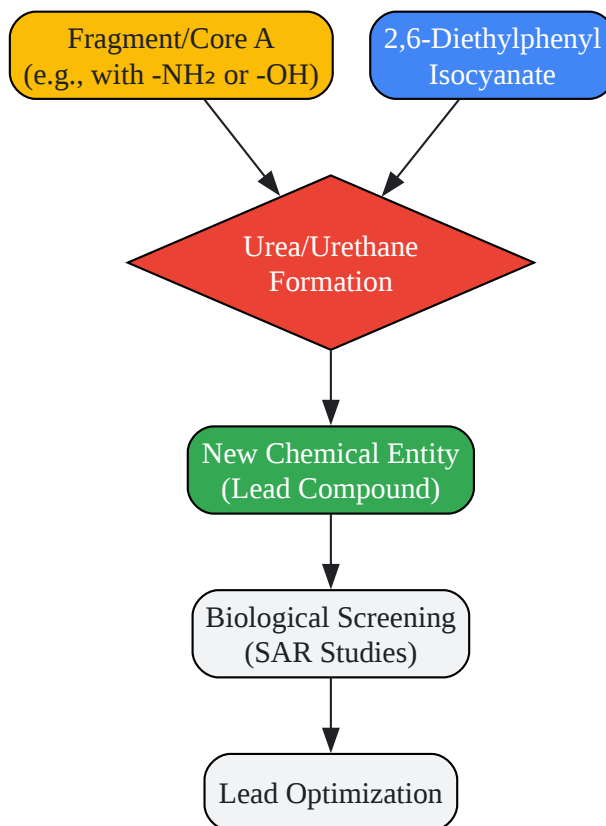 Fragment/Core A
(e.g., with -NH₂ or -OH)
2,6-Diethylphenyl
Isocyanate
Urea/Urethane
Formation
New Chemical Entity
(Lead Compound)
Biological Screening
(SAR Studies)
Lead Optimization